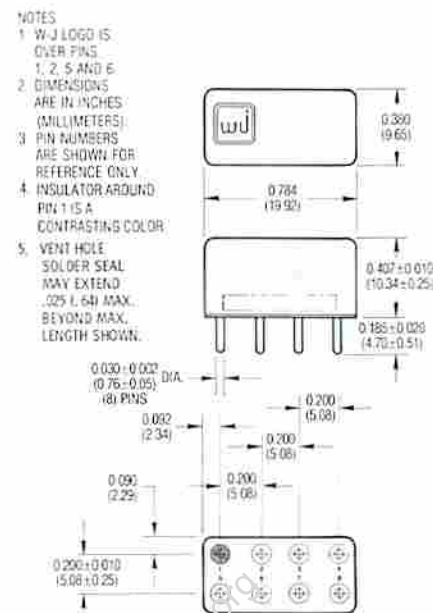 NOTES
1 W-J LOGO IS
OVER PINS
1, 2, 5 AND 6.
2. DIMENSIONS
ARE IN INCHES
(MILLIMETERS).
3 PIN NUMBERS
ARE SHOWN FOR
REFERENCE ONLY
4. INSULATOR AROUND
PIN 1 IS A
CONTRASTING COLOR
5. VENT HOLE
SOLDER SEAL
MAY EXTEND
.025 (.64) MAX.
BEYOND MAX.
LENGTH SHOWN.
wj
0.380
(9.65)
0.784
(19.92)
0.407±0.010
(10.34±0.25)
0.185±0.020
(4.70±0.51)
0.030±0.002
(0.76±0.05) DIA.
(8) PINS
0.092
(2.34)
0.200
(5.08)
0.200
(5.08)
0.200
(5.08)
0.090
(2.29)
0.200±0.010
(5.08±0.25)